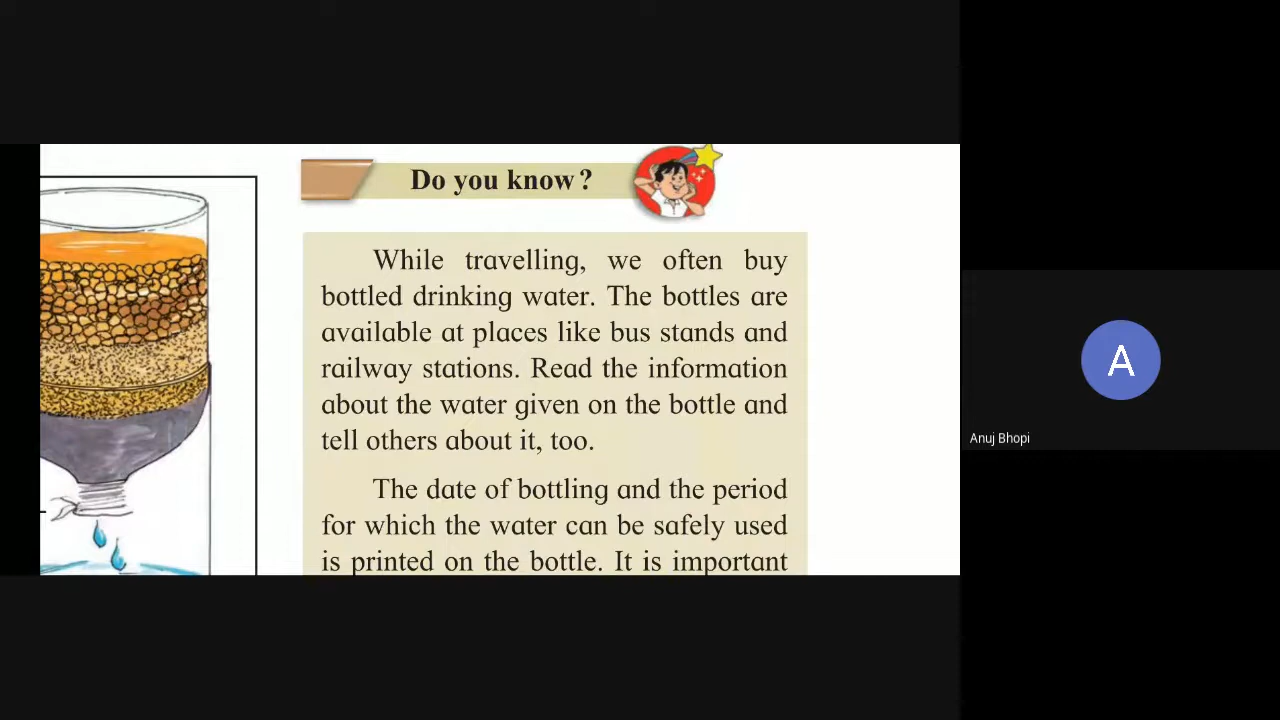 Do you know?
While travelling, we often buy
bottled drinking water. The bottles are
available at places like bus stands and
railway stations. Read the information
about the water given on the bottle and
tell others about it, too.
The date of bottling and the period
for which the water can be safely used
is printed on the bottle. It is important
A
Anuj Bhopi